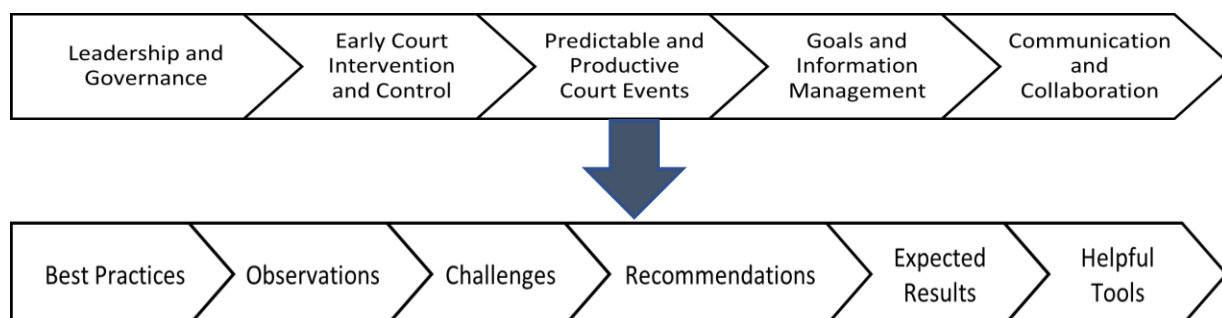 Leadership and
Governance
Early Court
Intervention
and Control
Predictable and
Productive
Court Events
Goals and
Information
Management
Communication
and
Collaboration
Best Practices
Observations
Challenges
Recommendations
Expected
Results
Helpful
Tools